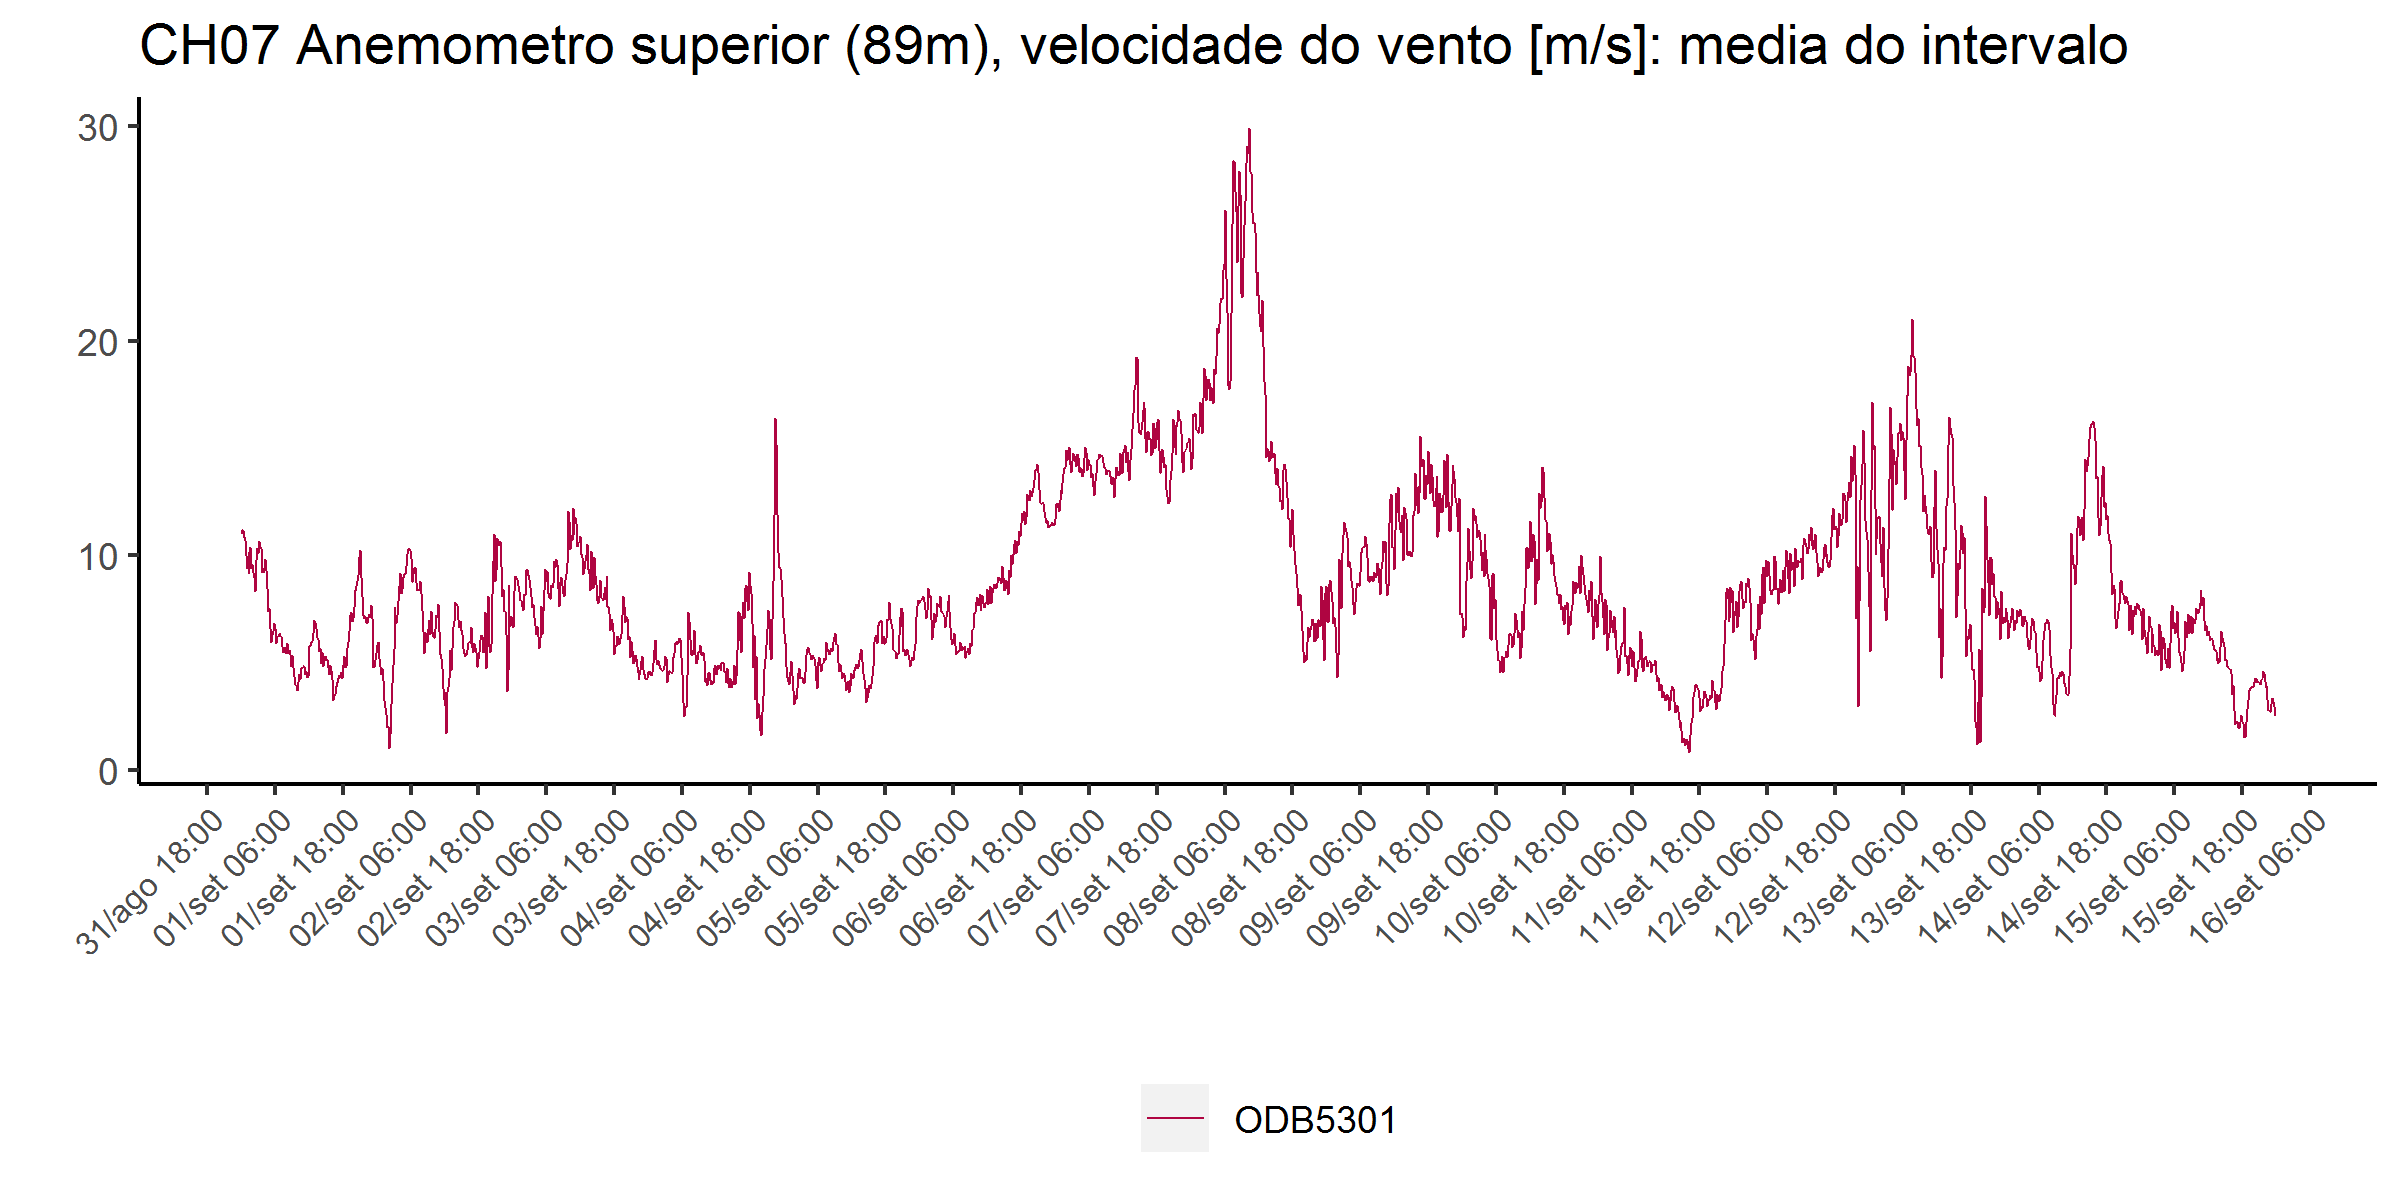 CH07 Anemometro superior (89m), velocidade do vento [m/s]: media do intervalo
30
20
10
0
31/ago 18:00
01/set 06:00
01/set 18:00
02/set 06:00
02/set 18:00
03/set 06:00
03/set 18:00
04/set 06:00
04/set 18:00
05/set 06:00
05/set 18:00
06/set 06:00
06/set 18:00
07/set 06:00
07/set 18:00
08/set 06:00
08/set 18:00
09/set 06:00
09/set 18:00
10/set 06:00
10/set 18:00
11/set 06:00
11/set 18:00
12/set 06:00
12/set 18:00
13/set 06:00
13/set 18:00
14/set 06:00
14/set 18:00
15/set 06:00
15/set 18:00
16/set 06:00
ODB5301